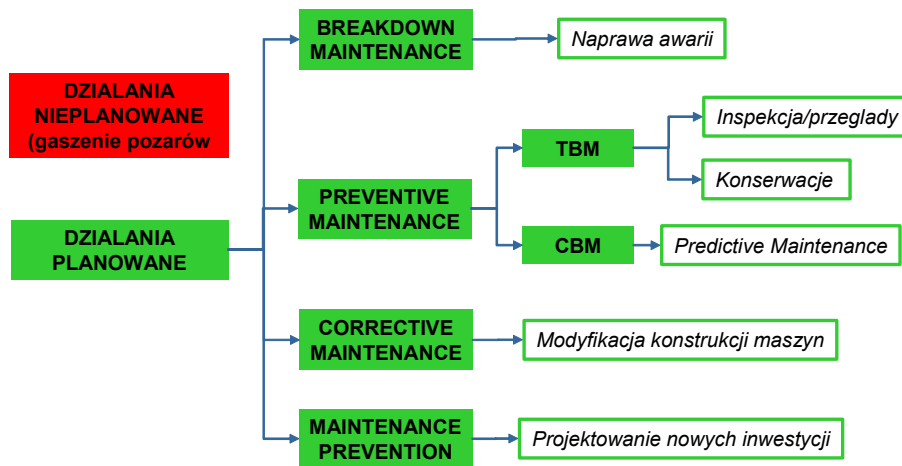 BREAKDOWN
MAINTENANCE
Naprawa awarii
DZIALANIA
NIEPLANOWANE
(gaszenie pozarów
Inspekcja/przeglady
TBM
Konserwacje
PREVENTIVE
MAINTENANCE
DZIALANIA
PLANOWANE
CBM
Predictive Maintenance
CORRECTIVE
MAINTENANCE
Modyfikacja konstrukcji maszyn
MAINTENANCE
PREVENTION
Projektowanie nowych inwestycji